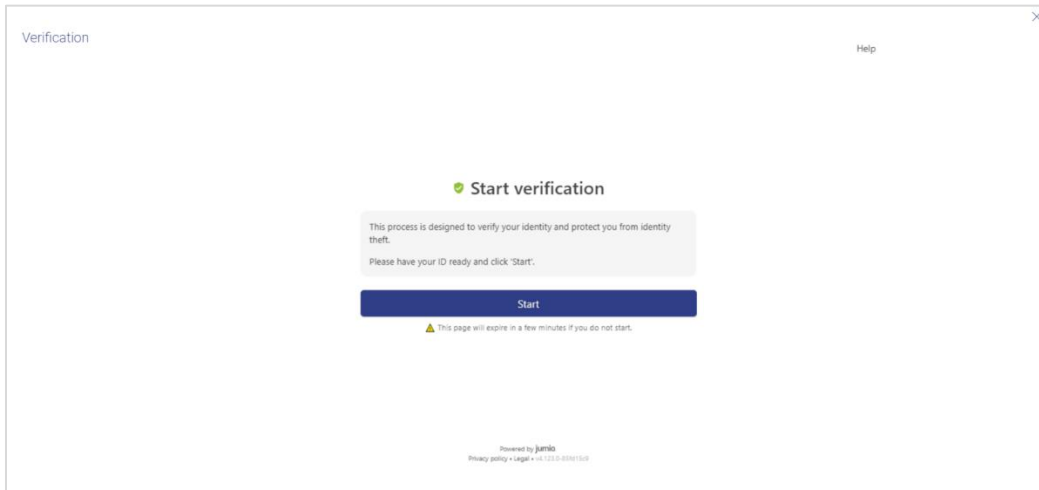 Verification
Help
Start verification
This process is designed to verify your identity and protect you from identity
theft.
Please have your ID ready and click 'Start'.
Start
This page will expire in a few minutes if you do not start.
Powered by jumio.
Privacy policy • Legal •